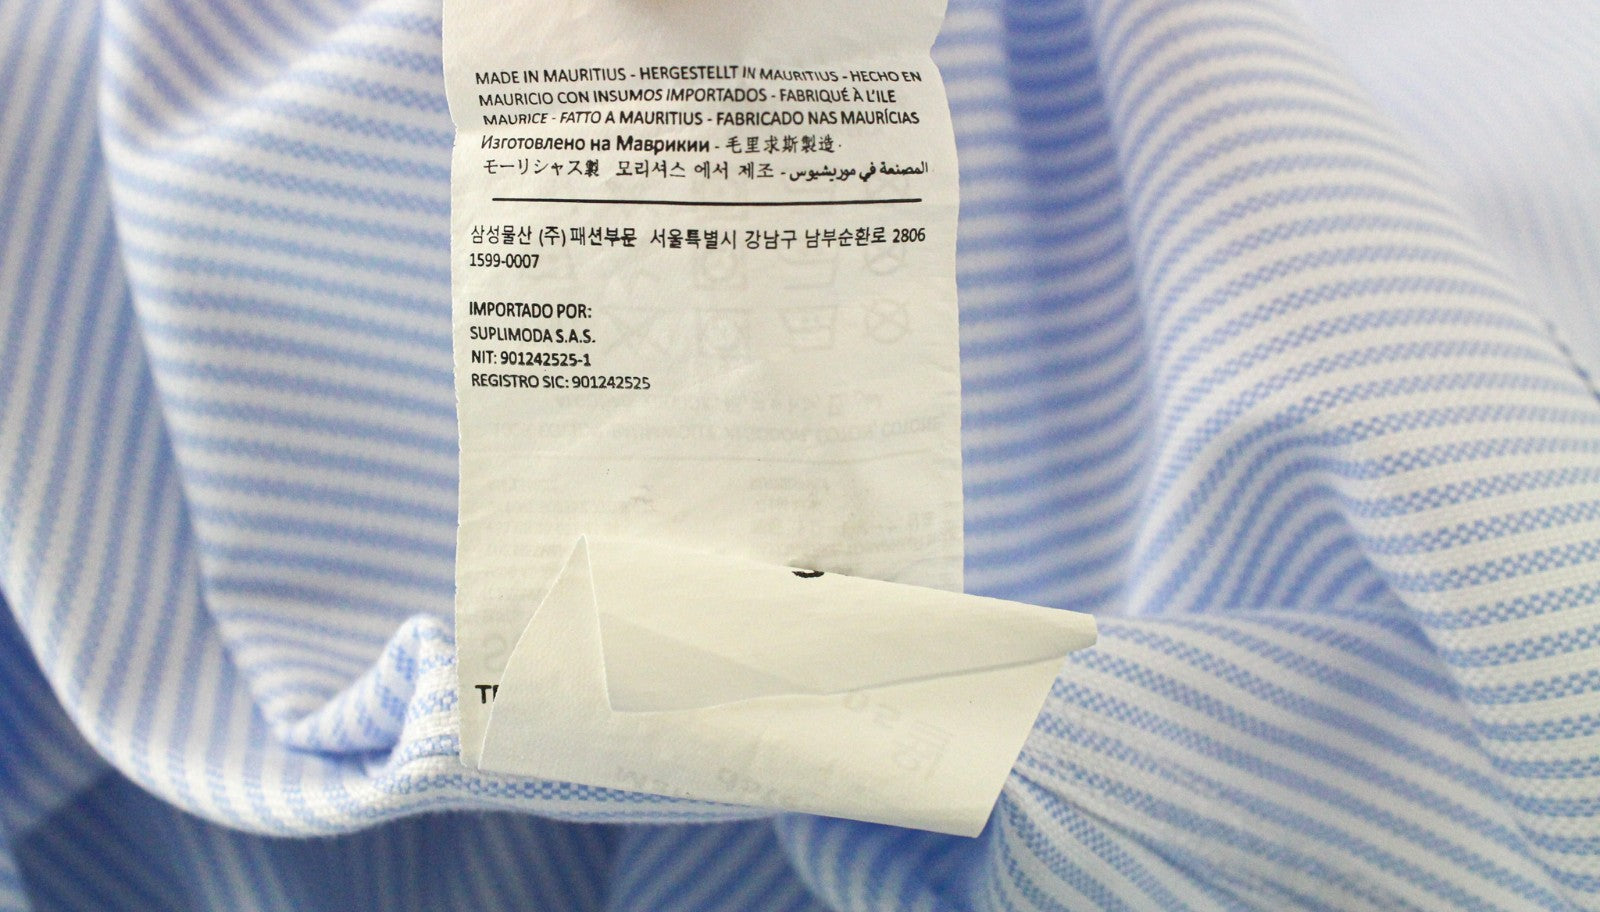 MADE IN MAURITIUS - HERGESTELLT IN MAURITIUS - HECHO EN
MAURICIO CON INSUMOS IMPORTADOS - FABRIQUÉ À L'ILE
MAURICE - FATTO A MAURITIUS - FABRICADO NAS MAURÍCIAS
Изготовлено на Маврикии - 毛里求斯製造 -
モーリシャス製 모리셔스 에서 제조 - المصنعة في موريشيوس
삼성물산 (주) 패션부문 서울특별시 강남구 남부순환로 2806
1599-0007
IMPORTADO POR:
SUPLIMODA S.A.S.
NIT: 901242525-1
REGISTRO SIC: 901242525